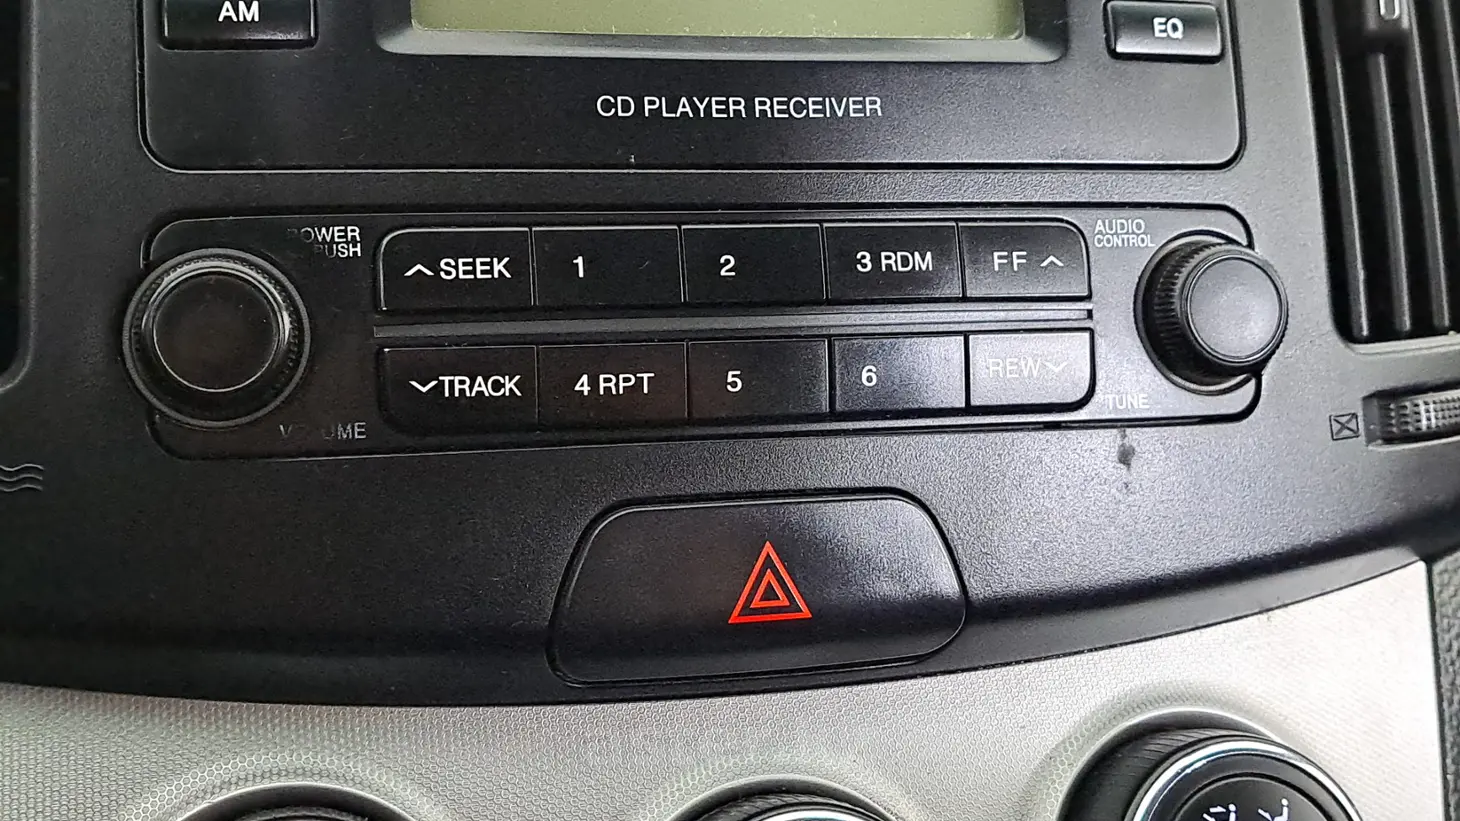 AM
EQ
CD PLAYER RECEIVER
POWER
PUSH
SEEK
1
2
3 RDM
FF
AUDIO
CONTROL
TRACK
4 RPT
5
6
REW
TUNE
VOLUME